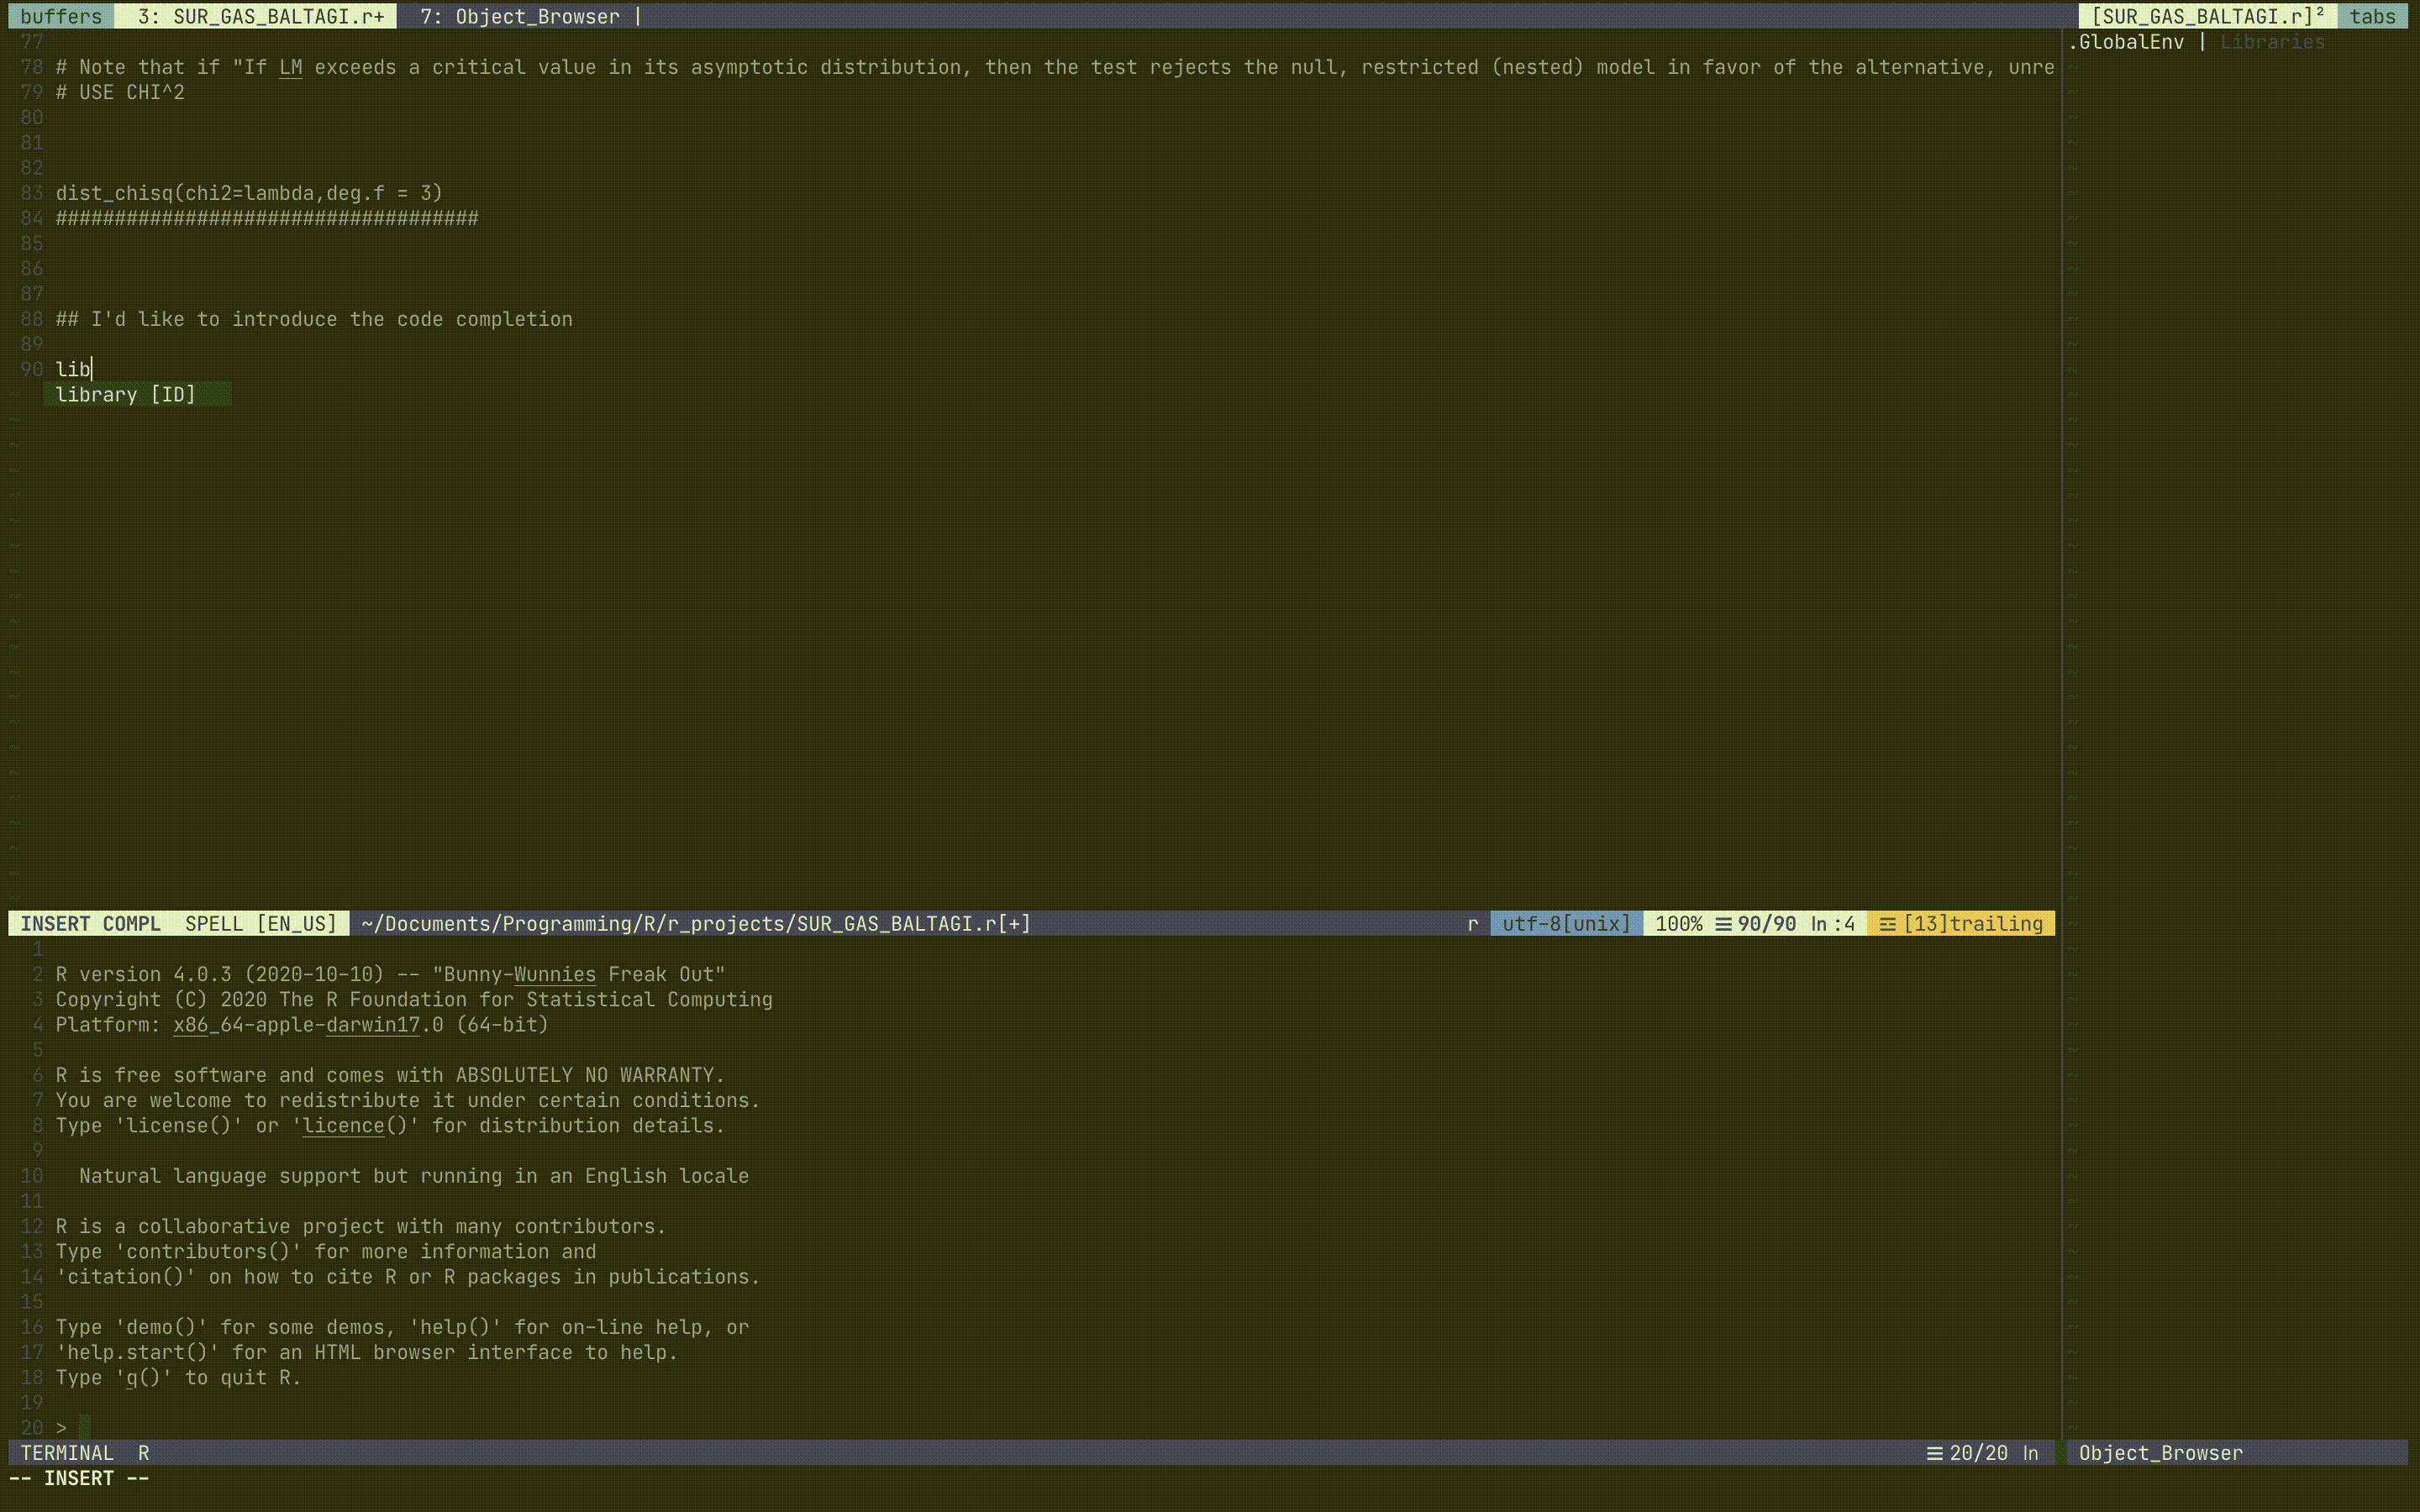 buffers 3: SUR_GAS_BALTAGI.r+ 7: Object_Browser | [SUR_GAS_BALTAGI.r]² tabs
77
78 # Note that if "If LM exceeds a critical value in its asymptotic distribution, then the test rejects the null, restricted (nested) model in favor of the alternative, unre
79 # USE CHI^2
80
81
82
83 dist_chisq(chi2=lambda,deg.f = 3)
84 ####################################
85
86
87
88 ## I'd like to introduce the code completion
89
90 lib
~ library [ID]
INSERT COMPL SPELL [EN_US] ~/Documents/Programming/R/r_projects/SUR_GAS_BALTAGI.r[+] r utf-8[unix] 100% ☰ 90/90 ln :4 ☲ [13]trailing
1
2 R version 4.0.3 (2020-10-10) -- "Bunny-Wunnies Freak Out"
3 Copyright (C) 2020 The R Foundation for Statistical Computing
4 Platform: x86_64-apple-darwin17.0 (64-bit)
5
6 R is free software and comes with ABSOLUTELY NO WARRANTY.
7 You are welcome to redistribute it under certain conditions.
8 Type 'license()' or 'licence()' for distribution details.
9
10 Natural language support but running in an English locale
11
12 R is a collaborative project with many contributors.
13 Type 'contributors()' for more information and
14 'citation()' on how to cite R or R packages in publications.
15
16 Type 'demo()' for some demos, 'help()' for on-line help, or
17 'help.start()' for an HTML browser interface to help.
18 Type 'q()' to quit R.
19
20 >
TERMINAL R ☰ 20/20 ln
-- INSERT --
.GlobalEnv | Libraries
Object_Browser